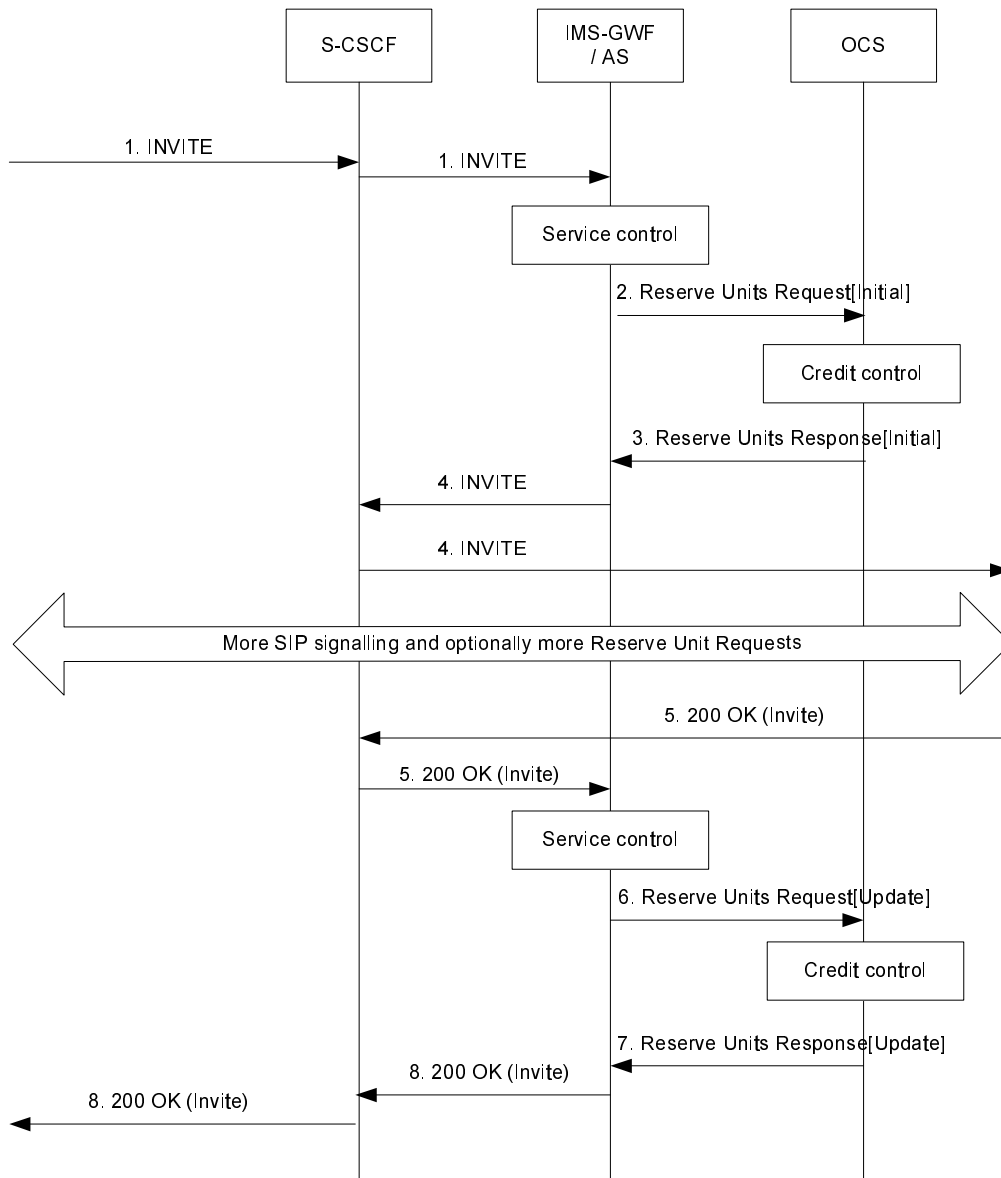 S-CSCF
IMS-GWF
/ AS
OCS
1. INVITE
1. INVITE
Service control
2. Reserve Units Request[Initial]
Credit control
3. Reserve Units Response[Initial]
4. INVITE
4. INVITE
More SIP signalling and optionally more Reserve Unit Requests
5. 200 OK (Invite)
5. 200 OK (Invite)
Service control
6. Reserve Units Request[Update]
Credit control
7. Reserve Units Response[Update]
8. 200 OK (Invite)
8. 200 OK (Invite)